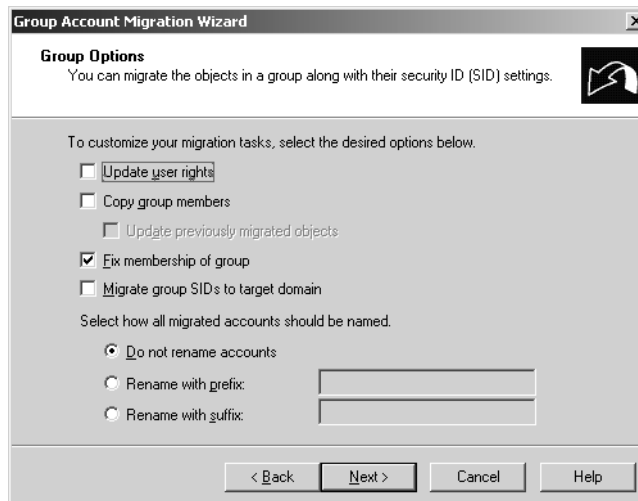 Group Account Migration Wizard
Group Options
You can migrate the objects in a group along with their security ID (SID) settings.
To customize your migration tasks, select the desired options below.
Update user rights
Copy group members
Update previously migrated objects
Fix membership of group
Migrate group SIDs to target domain
Select how all migrated accounts should be named.
Do not rename accounts
Rename with prefix:
Rename with suffix:
< Back Next > Cancel Help